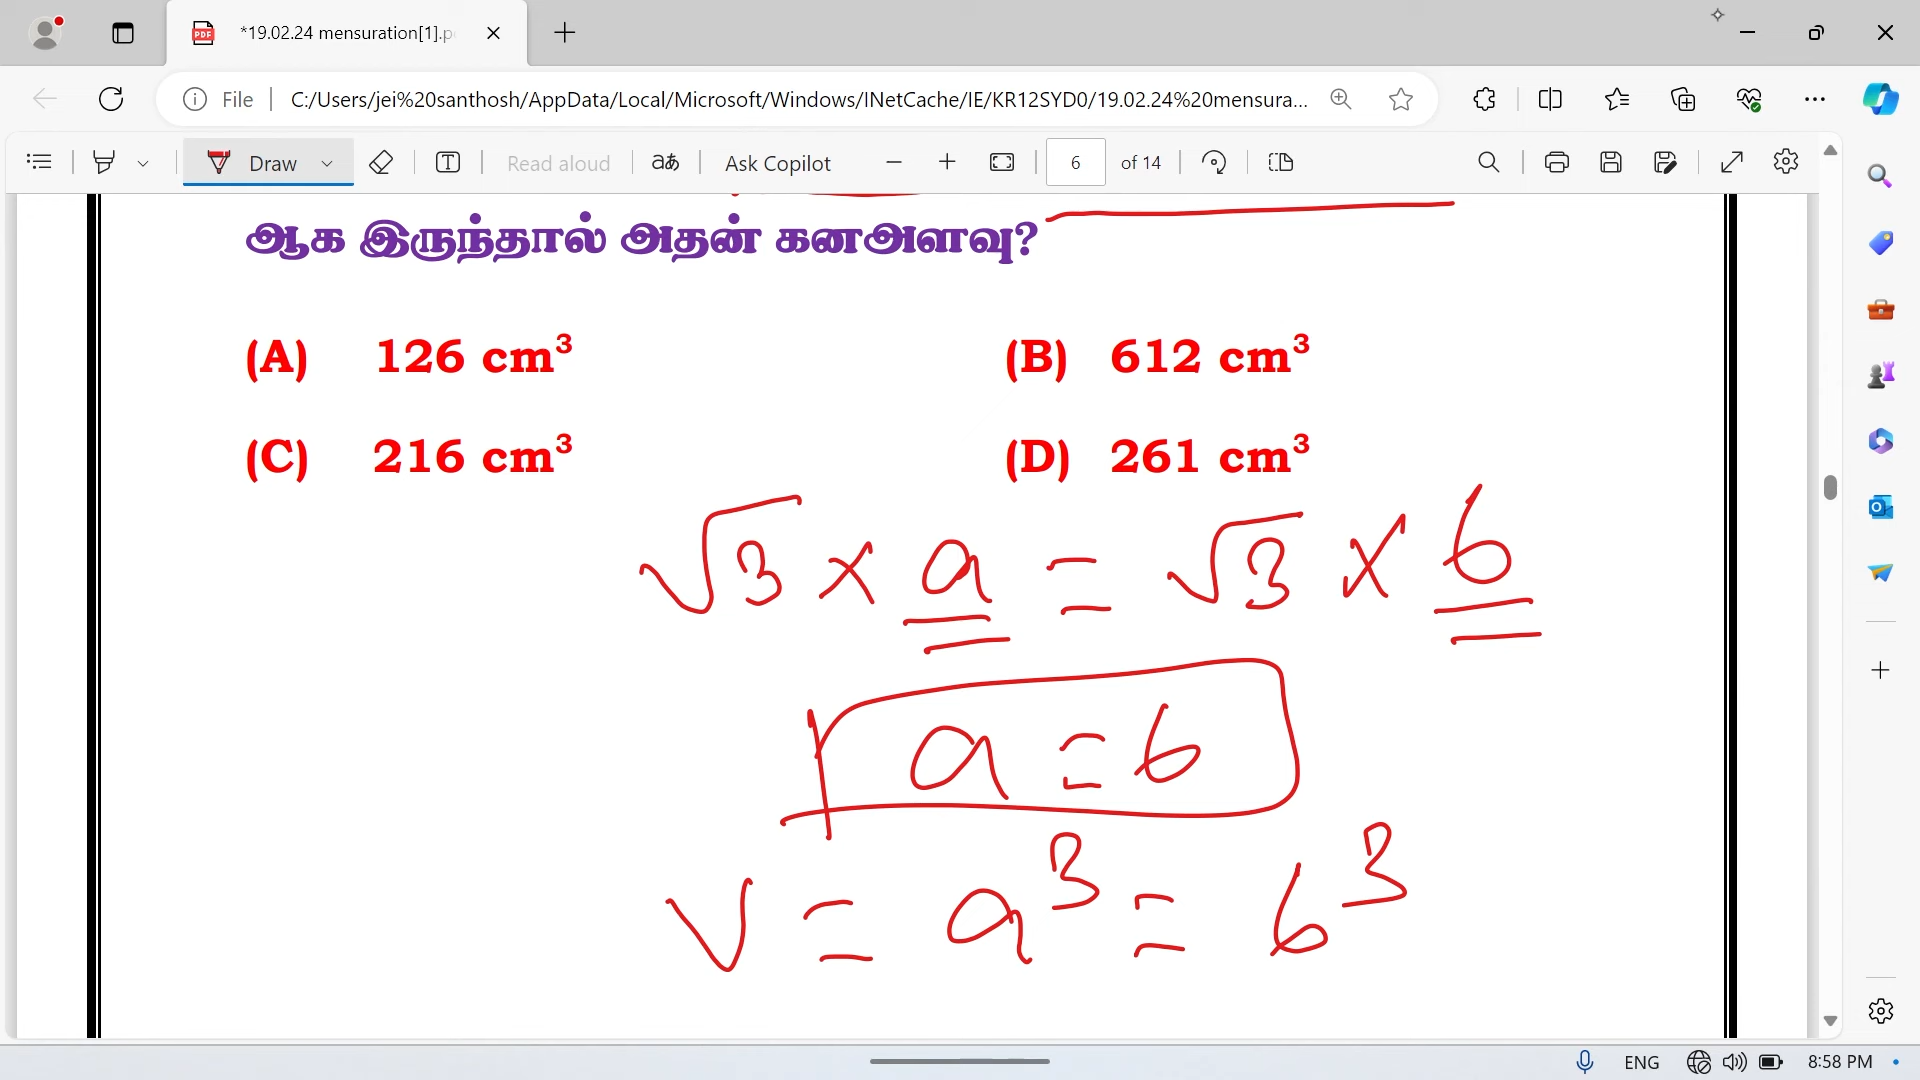 *19.02.24 mensuration[1].p
File C:/Users/jei%20santhosh/AppData/Local/Microsoft/Windows/INetCache/IE/KR12SYD0/19.02.24%20mensura...
Draw Read aloud aあ Ask Copilot 6 of 14
ஆக இருந்தால் அதன் கனஅளவு?
(A) 126 cm³ (B) 612 cm³
(C) 216 cm³ (D) 261 cm³
√3 × a = √3 × 6
a = 6
V = a³ = 6³
ENG 8:58 PM